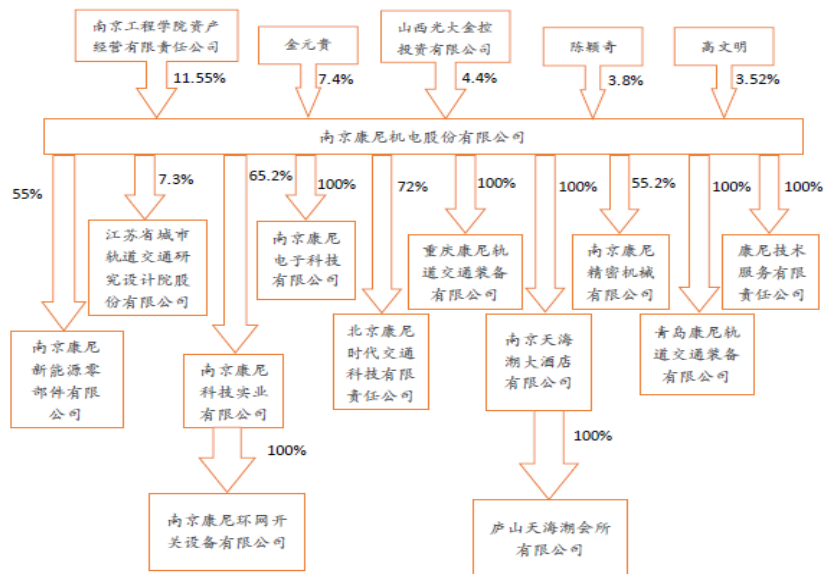 南京工程学院资产
经营有限责任公司
金元贵
山西光大金控
投资有限公司
陈颖奇
高文明
11.55%
7.4%
4.4%
3.8%
3.52%
南京康尼机电股份有限公司
55%
7.3%
65.2%
100%
72%
100%
100%
55.2%
100%
100%
江苏省城市
轨道交通研
究设计院股
份有限公司
南京康尼
电子科技
有限公司
重庆康尼轨
道交通装备
有限公司
南京康尼
精密机械
有限公司
康尼技术
服务有限
责任公司
南京康尼
新能源零
部件有限
公司
南京康尼
科技实业
有限公司
北京康尼
时代交通
科技有限
责任公司
南京天海
潮大酒店
有限公司
青岛康尼轨
道交通装备
有限公司
100%
100%
南京康尼环网开
关设备有限公司
庐山天海潮会所
有限公司